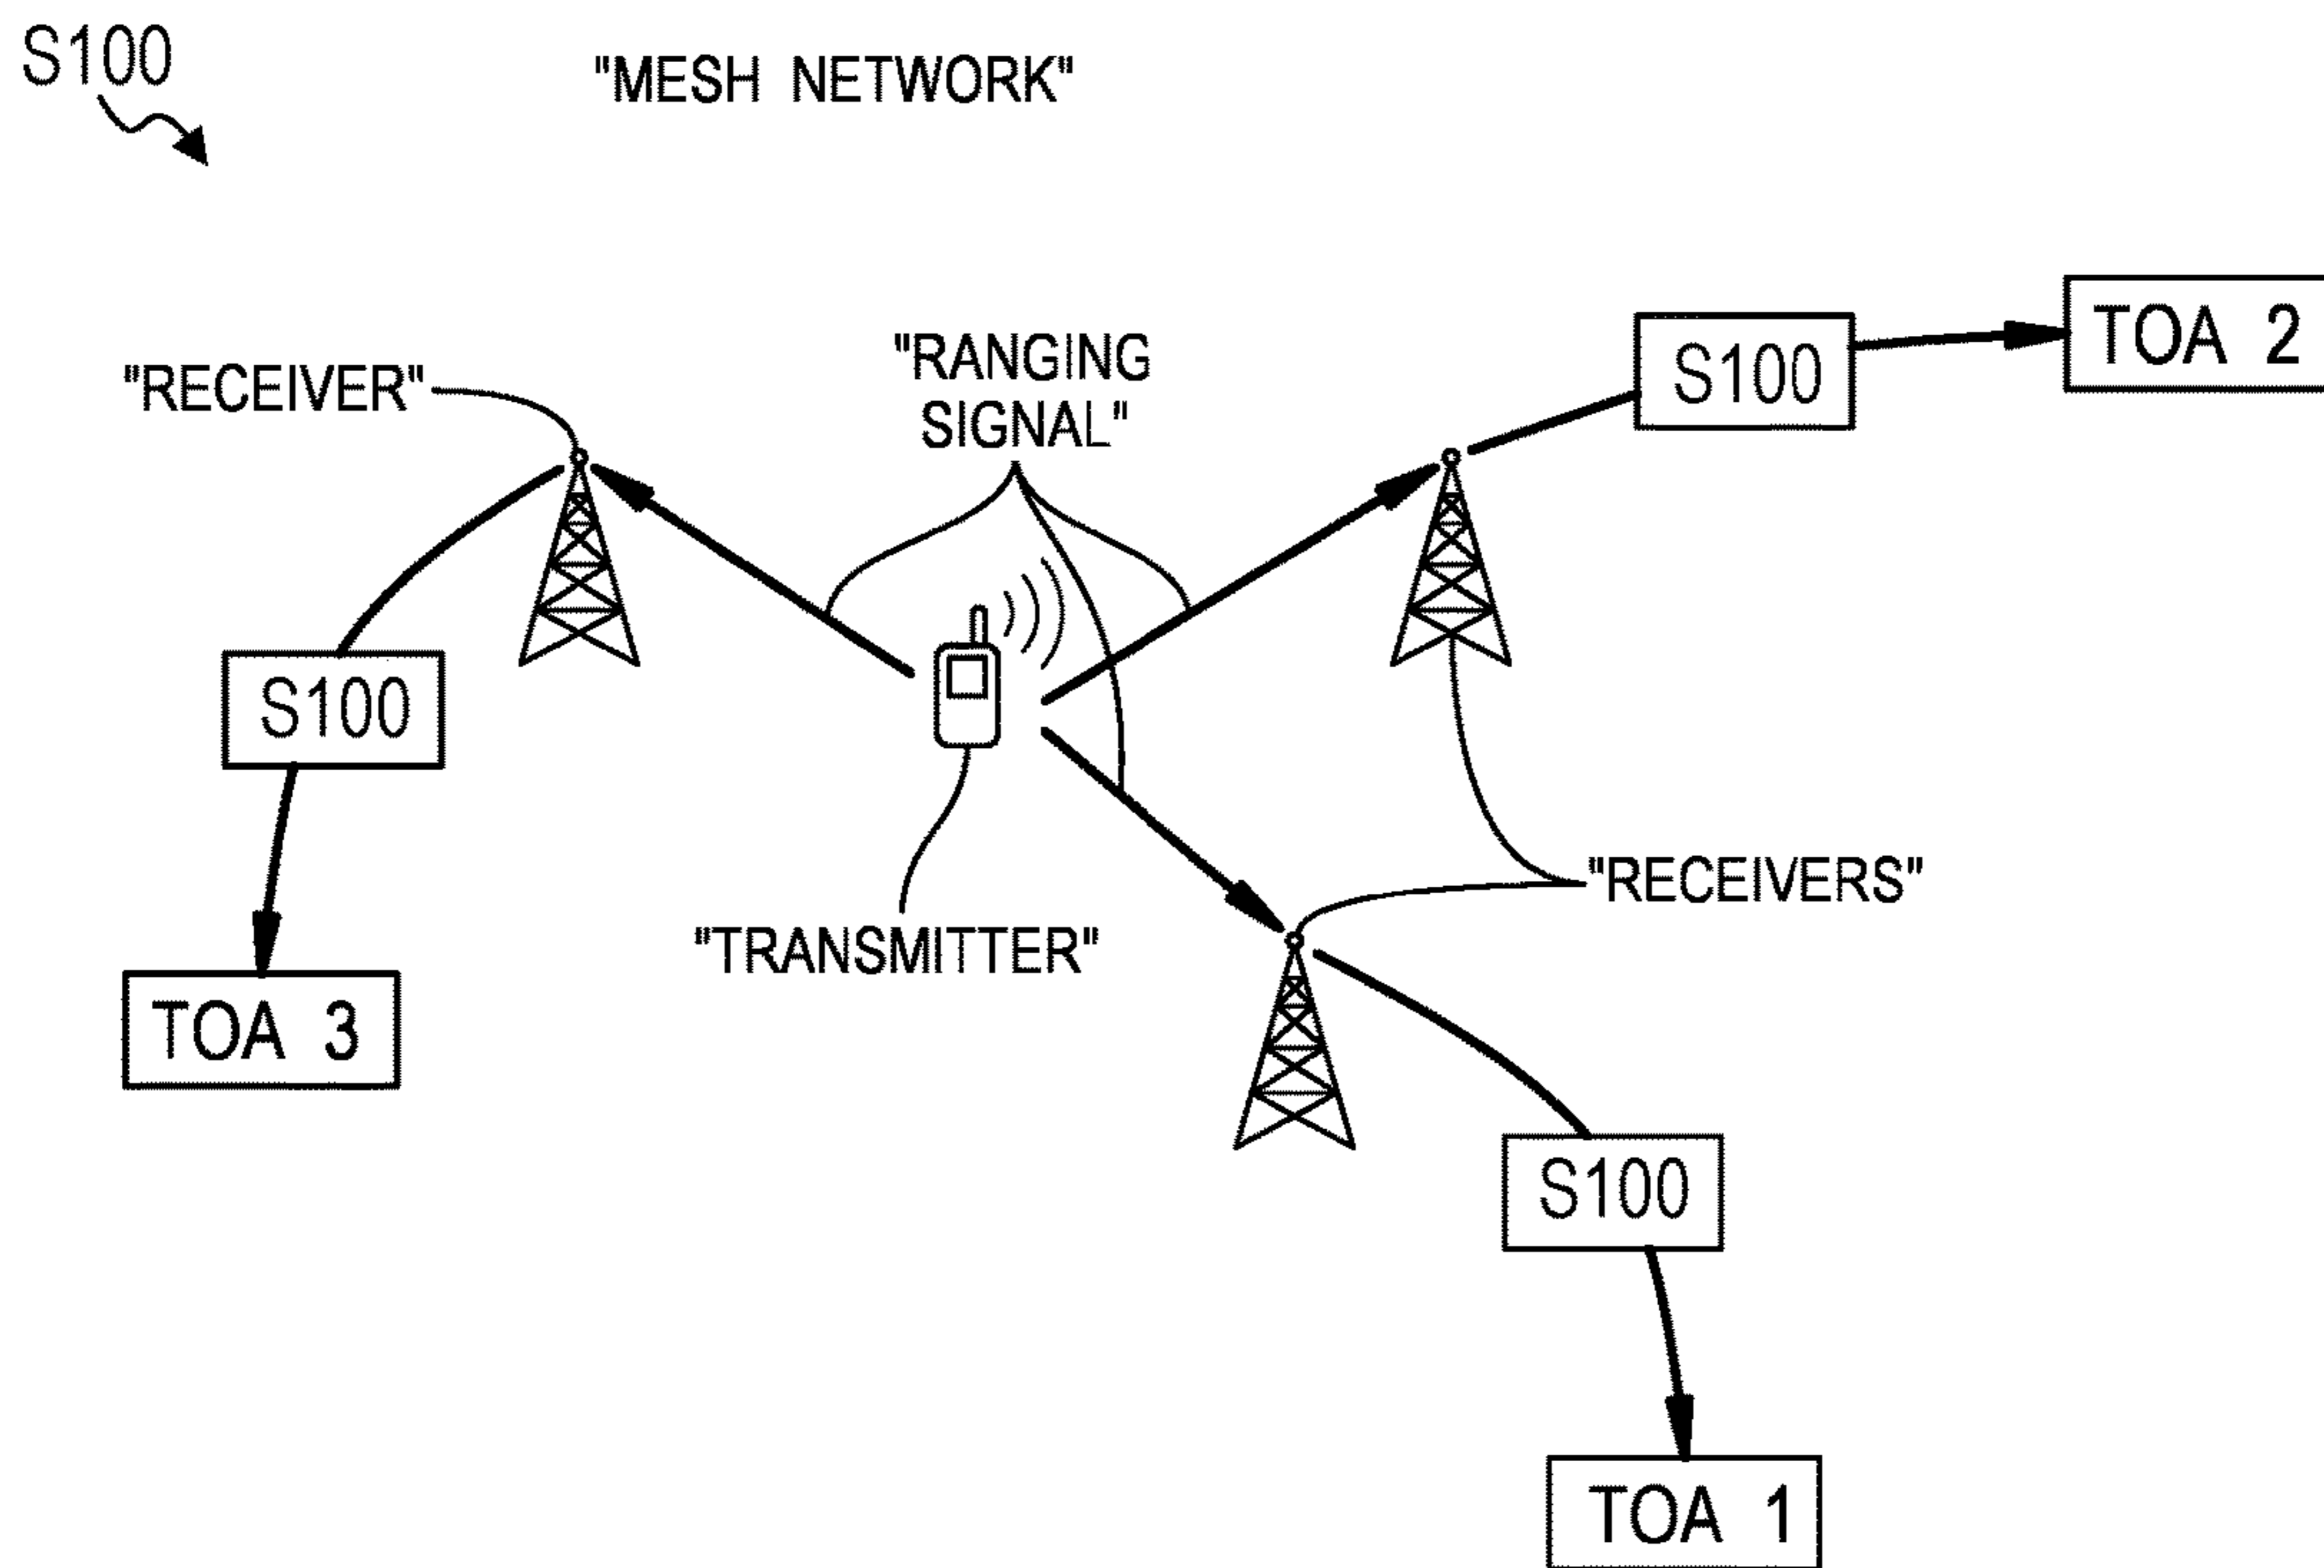 S100
"MESH NETWORK"
TOA 2
S100
"RANGING
SIGNAL"
"RECEIVER"
S100
"RECEIVERS"
"TRANSMITTER"
TOA 3
S100
TOA 1